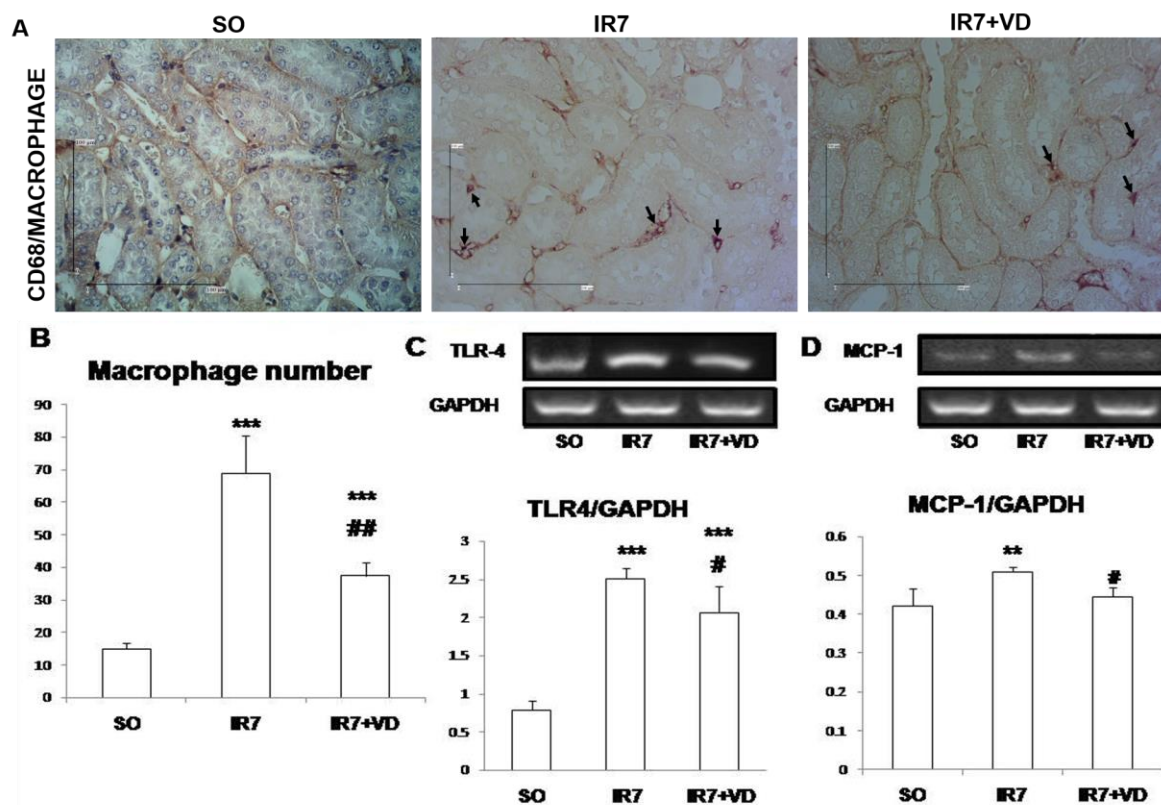 A
SO
IR7
IR7+VD
CD68/MACROPHAGE
B
Macrophage number
90
80
70
60
50
40
30
20
10
0
***
***
##
SO
IR7
IR7+VD
C
TLR-4
GAPDH
SO
IR7
IR7+VD
TLR4/GAPDH
3
2.5
2
1.5
1
0.5
0
***
***
#
SO
IR7
IR7+VD
D
MCP-1
GAPDH
SO
IR7
IR7+VD
MCP-1/GAPDH
0.6
0.5
0.4
0.3
0.2
0.1
0
**
#
SO
IR7
IR7+VD